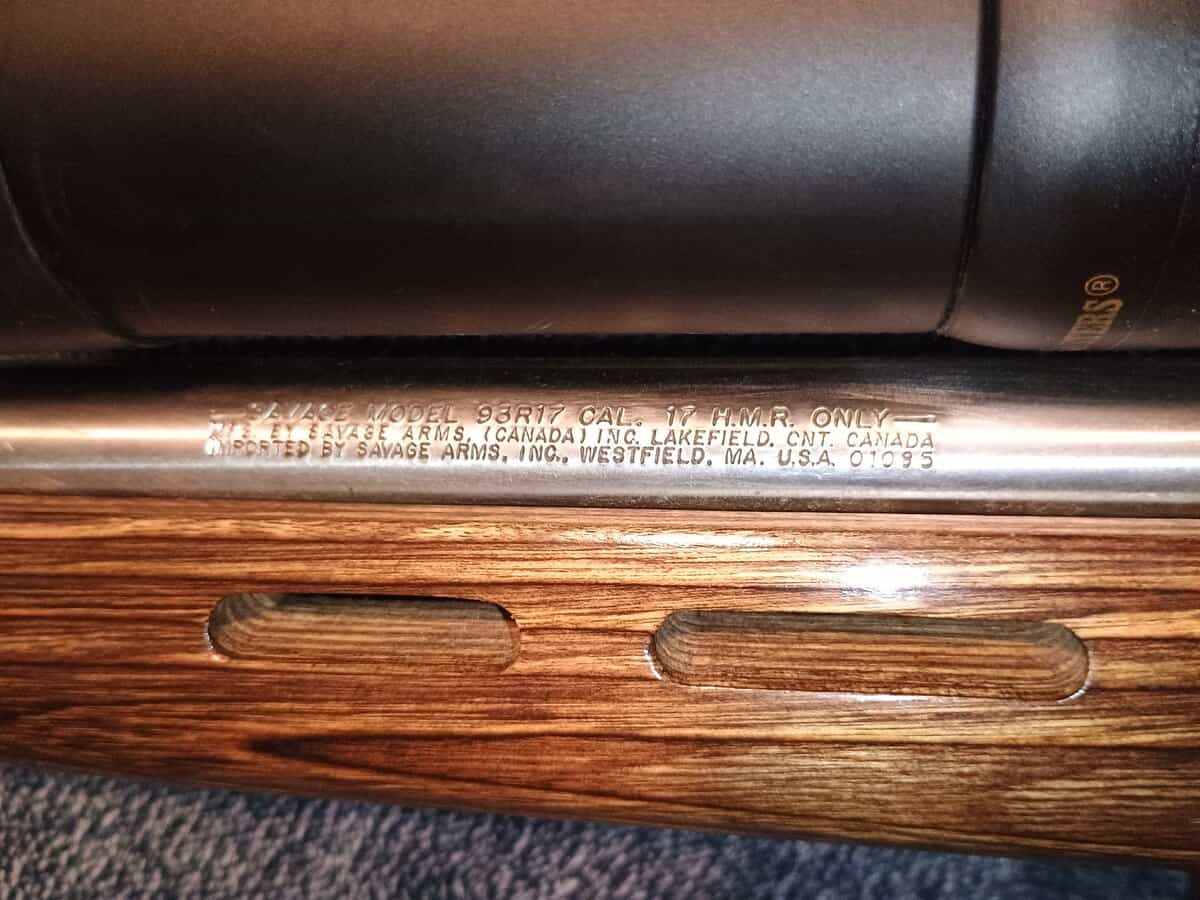 SAVAGE MODEL 93R17 CAL. 17 H.M.R. ONLY—
BY SAVAGE ARMS, (CANADA) INC. LAKEFIELD, ONT. CANADA
IMPORTED BY SAVAGE ARMS, INC., WESTFIELD, MA. U.S.A. 01085